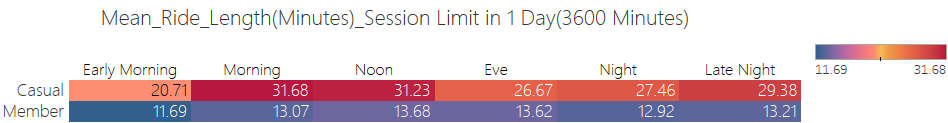 Mean_Ride_Length(Minutes)_Session Limit in 1 Day(3600 Minutes)
11.69 31.68
Early Morning Morning Noon Eve Night Late Night
Casual 20.71 31.68 31.23 26.67 27.46 29.38
Member 11.69 13.07 13.68 13.62 12.92 13.21